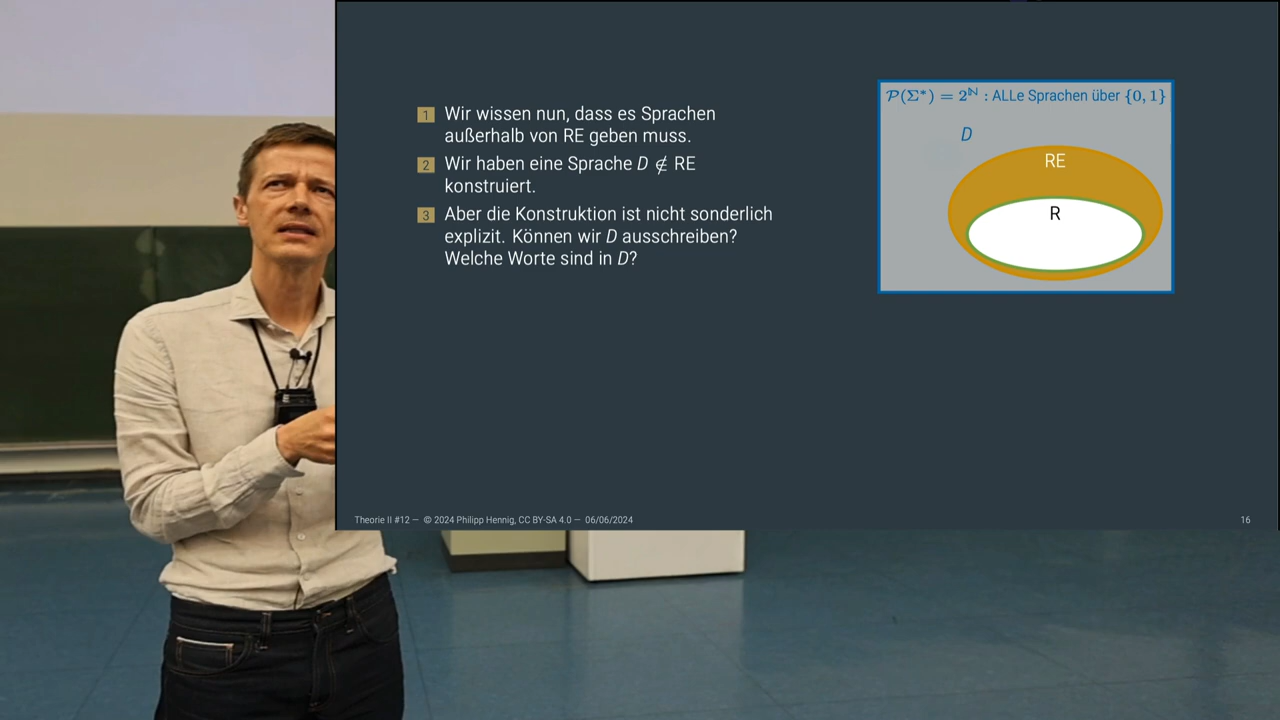 1 Wir wissen nun, dass es Sprachen
außerhalb von RE geben muss.
2 Wir haben eine Sprache D ∉ RE
konstruiert.
3 Aber die Konstruktion ist nicht sonderlich
explizit. Können wir D ausschreiben?
Welche Worte sind in D?
𝒫(Σ*) = 2^ℕ : ALLe Sprachen über {0, 1}
D
RE
R
Theorie II #12 — © 2024 Philipp Hennig, CC BY-SA 4.0 — 06/06/2024
16